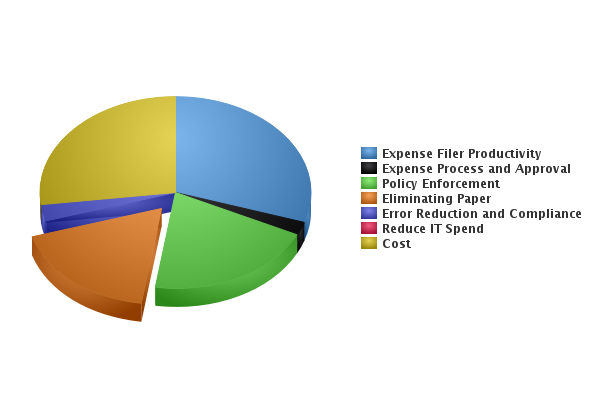 Expense Filer Productivity
Expense Process and Approval
Policy Enforcement
Eliminating Paper
Error Reduction and Compliance
Reduce IT Spend
Cost